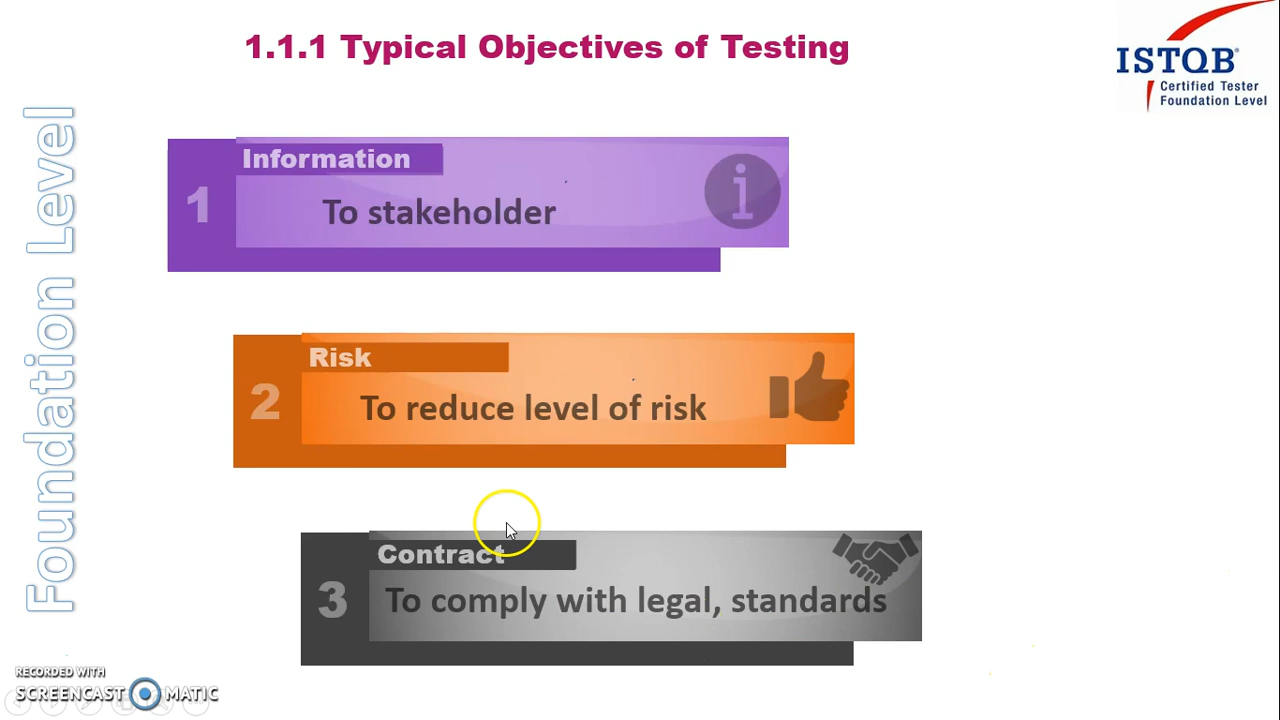 1.1.1 Typical Objectives of Testing
ISTQB®
Certified Tester
Foundation Level
Foundation Level
Information
1
To stakeholder
i
Risk
2
To reduce level of risk
Contract
3
To comply with legal, standards
RECORDED WITH
SCREENCAST MATIC